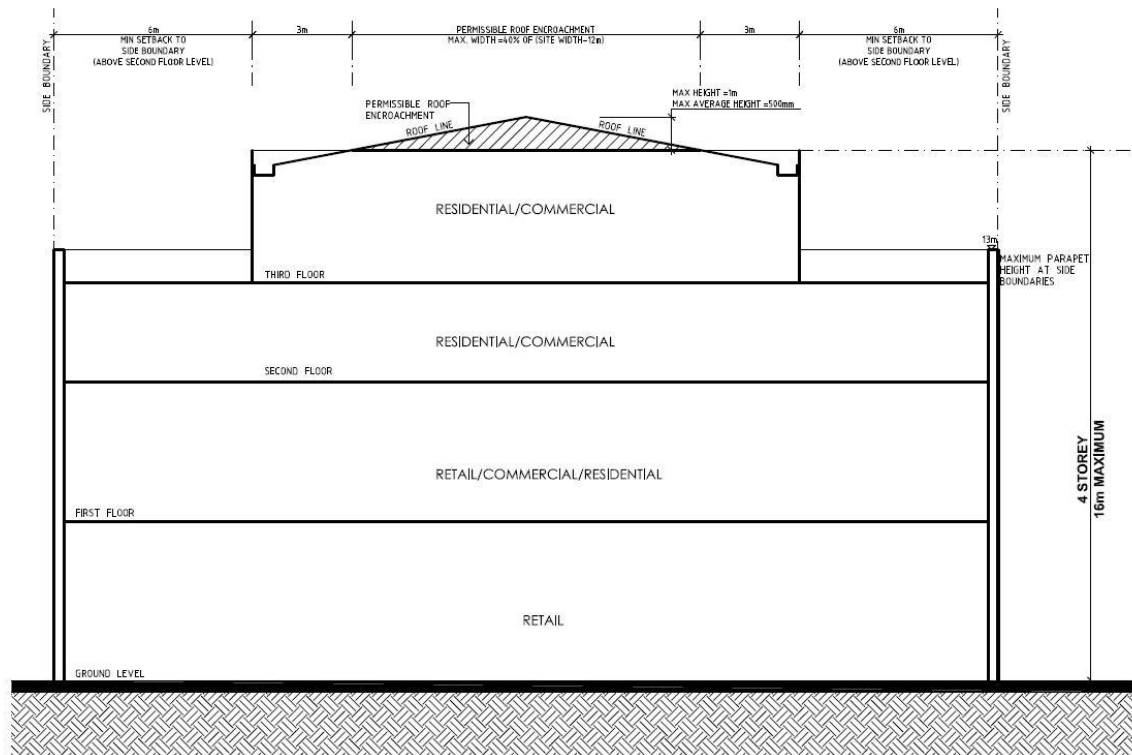 6m
3m
PERMISSIBLE ROOF ENCROACHMENT
MAX. WIDTH =40% OF (SITE WIDTH-12m)
3m
6m
MIN SETBACK TO
SIDE BOUNDARY
(ABOVE SECOND FLOOR LEVEL)
MIN SETBACK TO
SIDE BOUNDARY
(ABOVE SECOND FLOOR LEVEL)
SIDE BOUNDARY
SIDE BOUNDARY
MAX HEIGHT =1m
MAX AVERAGE HEIGHT =500mm
PERMISSIBLE ROOF
ENCROACHMENT
ROOF LINE
ROOF LINE
RESIDENTIAL/COMMERCIAL
13m
MAXIMUM PARAPET
HEIGHT AT SIDE
BOUNDARIES
THIRD FLOOR
RESIDENTIAL/COMMERCIAL
SECOND FLOOR
RETAIL/COMMERCIAL/RESIDENTIAL
4 STOREY
16m MAXIMUM
FIRST FLOOR
RETAIL
GROUND LEVEL